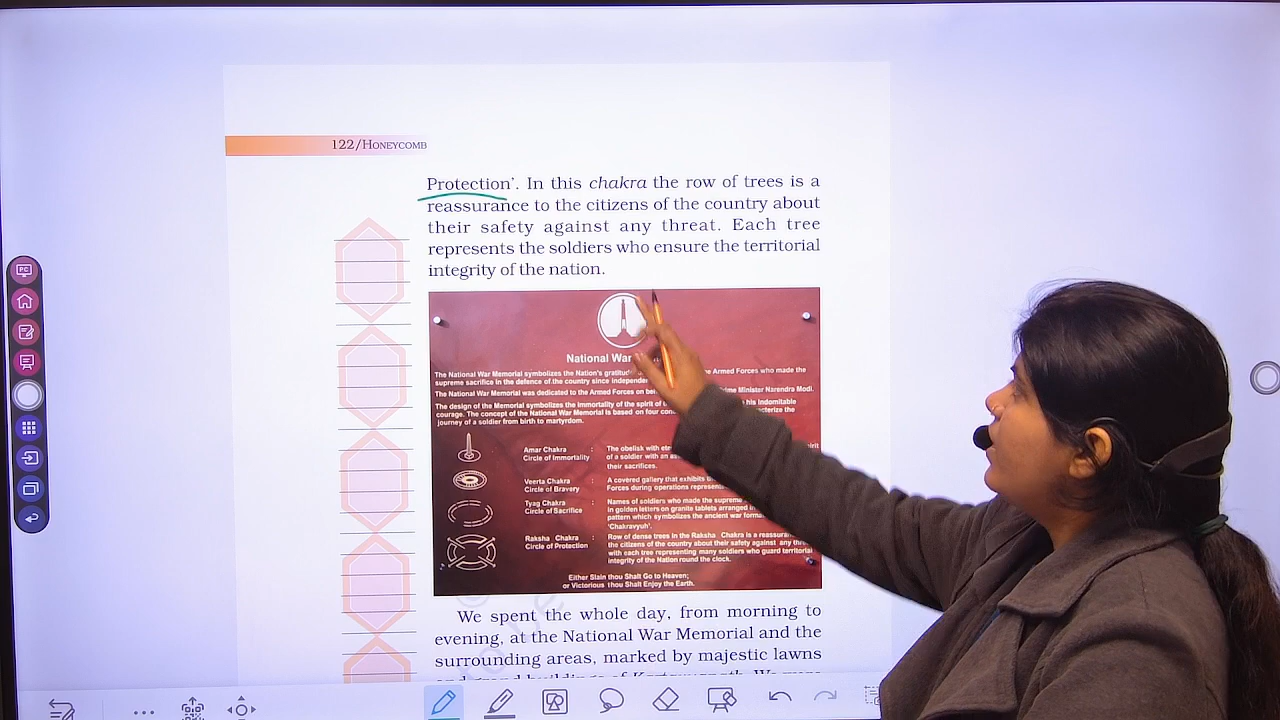 122/HONEYCOMB
Protection'. In this chakra the row of trees is a
reassurance to the citizens of the country about
their safety against any threat. Each tree
represents the soldiers who ensure the territorial
integrity of the nation.
National War
The National War Memorial symbolizes the Nation's gratitude Armed Forces who made the
supreme sacrifice in the defence of the country since
The National War Memorial was dedicated to the Armed Forces on Minister Narendra Modi.
The design of the Memorial symbolizes the immortality of the spirit of his indomitable
courage. The concept of the National War Memorial is based on four the
journey of a soldier from birth to martyrdom.
Amar Chakra : The obelisk with
Circle of Immortality of a soldier with an
their sacrifices.
Veerta Chakra : A covered gallery that exhibits
Circle of Bravery Forces during operations
Tyag Chakra : Names of soldiers who made the supreme
Circle of Sacrifice in golden letters on granite tablets arranged
pattern which symbolizes the ancient war
'Chakravyuh'.
Raksha Chakra : Row of dense trees in the Raksha Chakra is a
Circle of Protection the citizens of the country about their safety against any
with each tree representing many soldiers who guard territorial
integrity of the Nation round the clock.
Either Slain thou Shalt Go to Heaven;
or Victorious thou Shalt Enjoy the Earth.
We spent the whole day, from morning to
evening, at the National War Memorial and the
surrounding areas, marked by majestic lawns